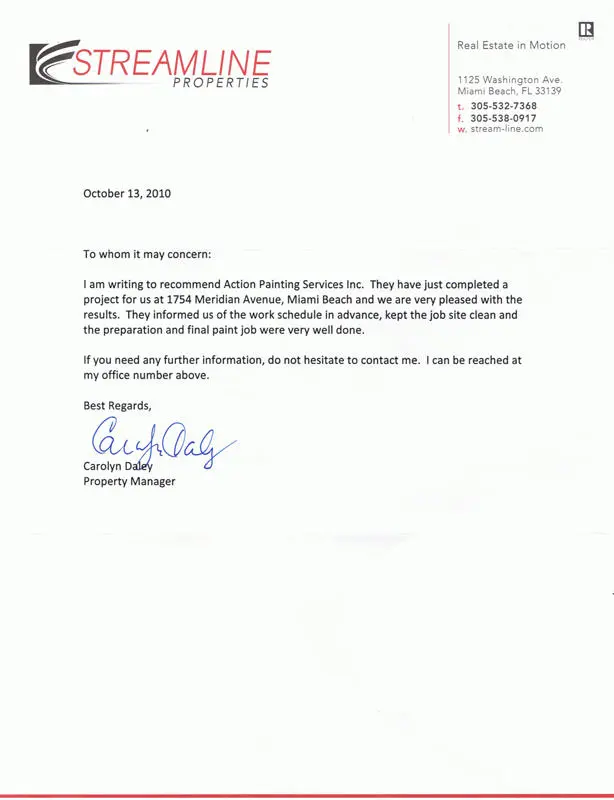 STREAMLINE
PROPERTIES
Real Estate in Motion
1125 Washington Ave.
Miami Beach, FL 33139
t. 305-532-7368
f. 305-538-0917
w. stream-line.com
October 13, 2010
To whom it may concern:
I am writing to recommend Action Painting Services Inc.  They have just completed a
project for us at 1754 Meridian Avenue, Miami Beach and we are very pleased with the
results.  They informed us of the work schedule in advance, kept the job site clean and
the preparation and final paint job were very well done.
If you need any further information, do not hesitate to contact me.  I can be reached at
my office number above.
Best Regards,
Carolyn Daley
Property Manager